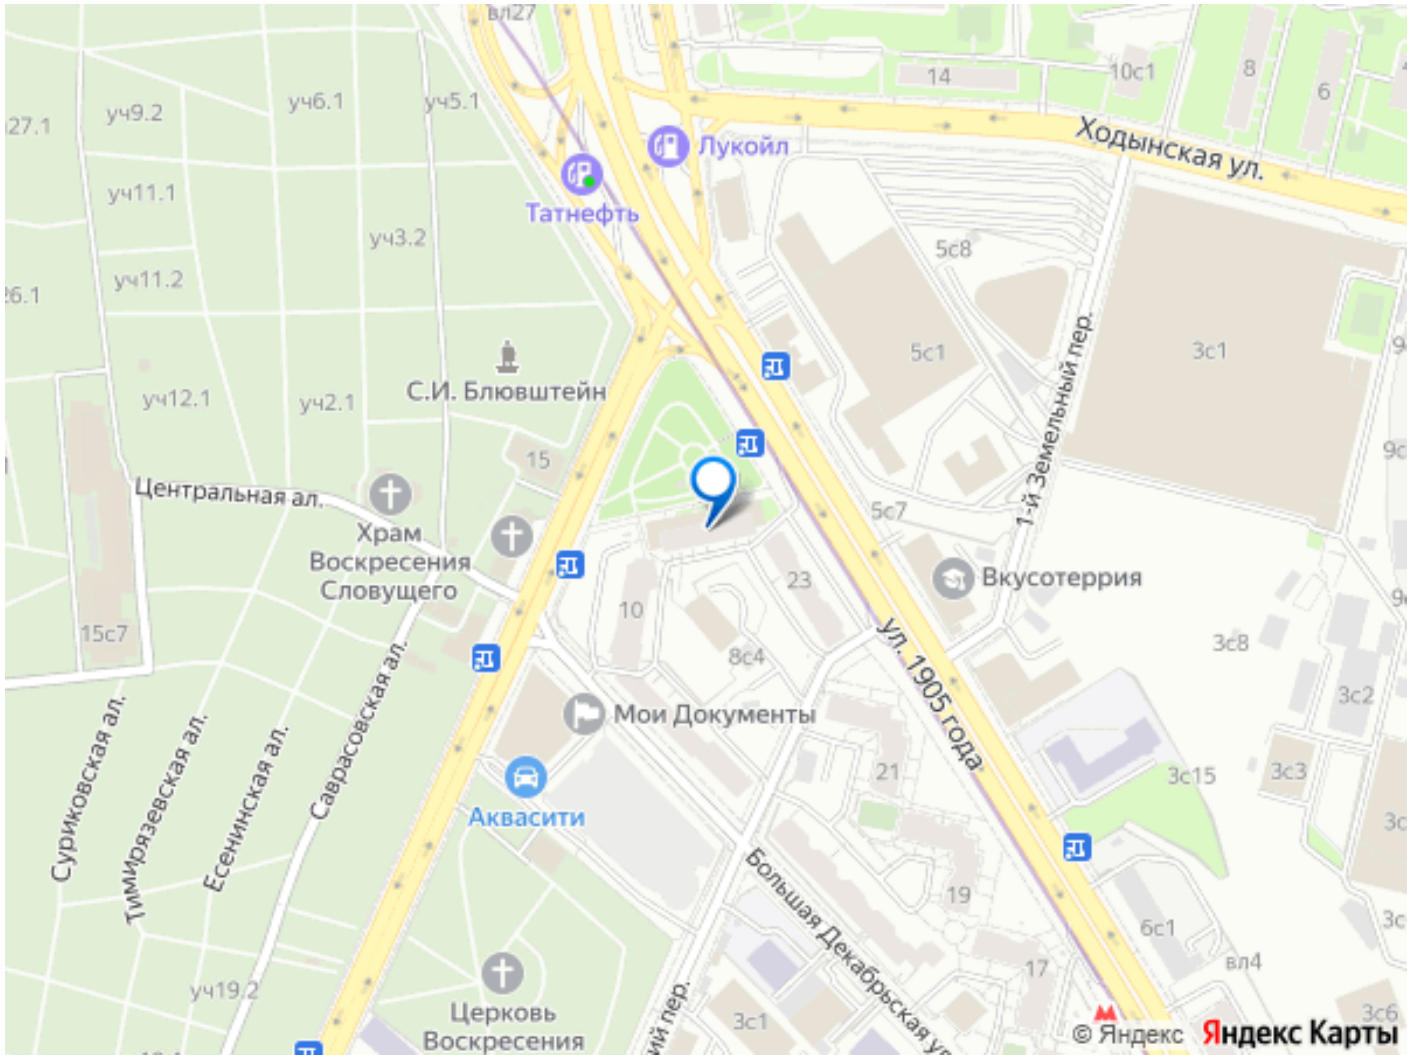 вл27
14
10с1
8
6
27.1
уч9.2
уч6.1
уч5.1
Ходынская ул.
Лукойл
Татнефть
уч11.1
уч3.2
5с8
уч11.2
26.1
5с1
3с1
С.И. Блювштейн
уч12.1
уч2.1
1-й Земельный пер.
15
Центральная ал.
5с7
Храм
Воскресения
Словущего
Вкусотеррия
23
10
15с7
8с4
3с8
ул. 1905 года
3с2
Мои Документы
Суриковская ал.
Тимирязевская ал.
Есенинская ал.
Саврасовская ал.
21
3с15
3с3
Аквасити
19
Большая Декабрьская ул.
6с1
17
вл4
уч19.2
Церковь
Воскресения
3с1
3с6
© Яндекс
Яндекс Карты